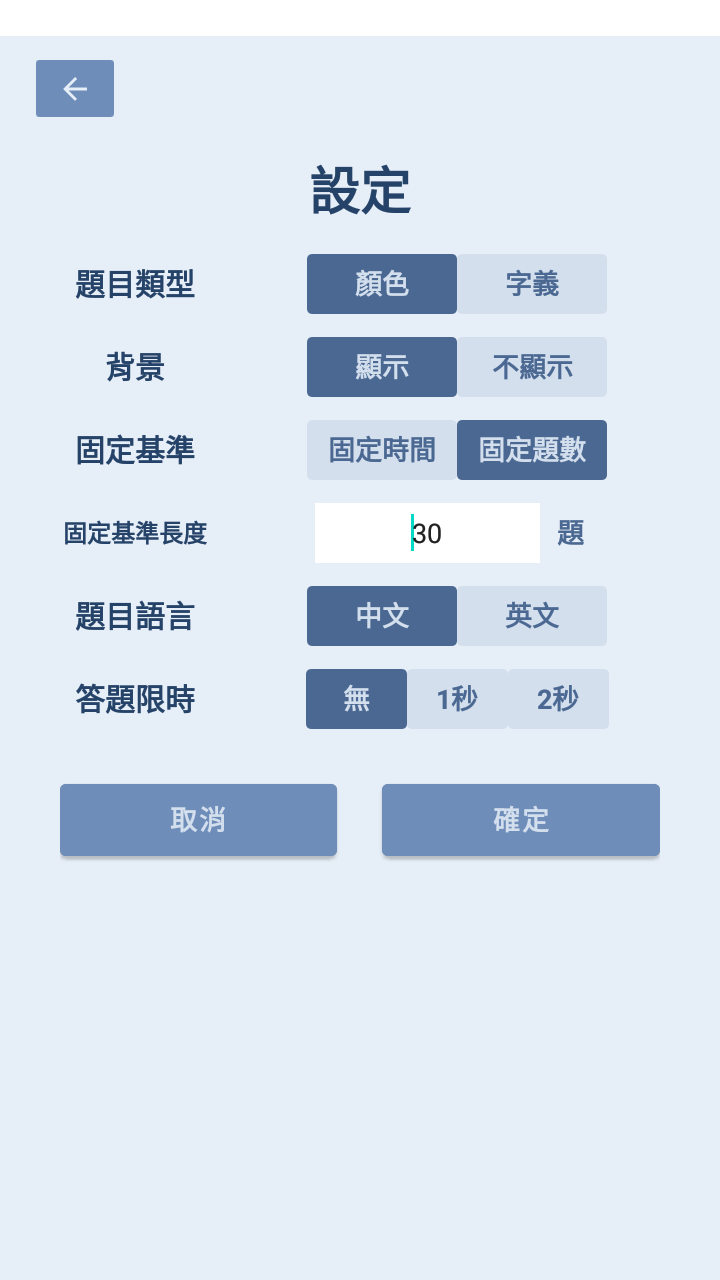 設定
題目類型 顏色 字義
背景 顯示 不顯示
固定基準 固定時間 固定題數
固定基準長度 30 題
題目語言 中文 英文
答題限時 無 1秒 2秒
取消 確定